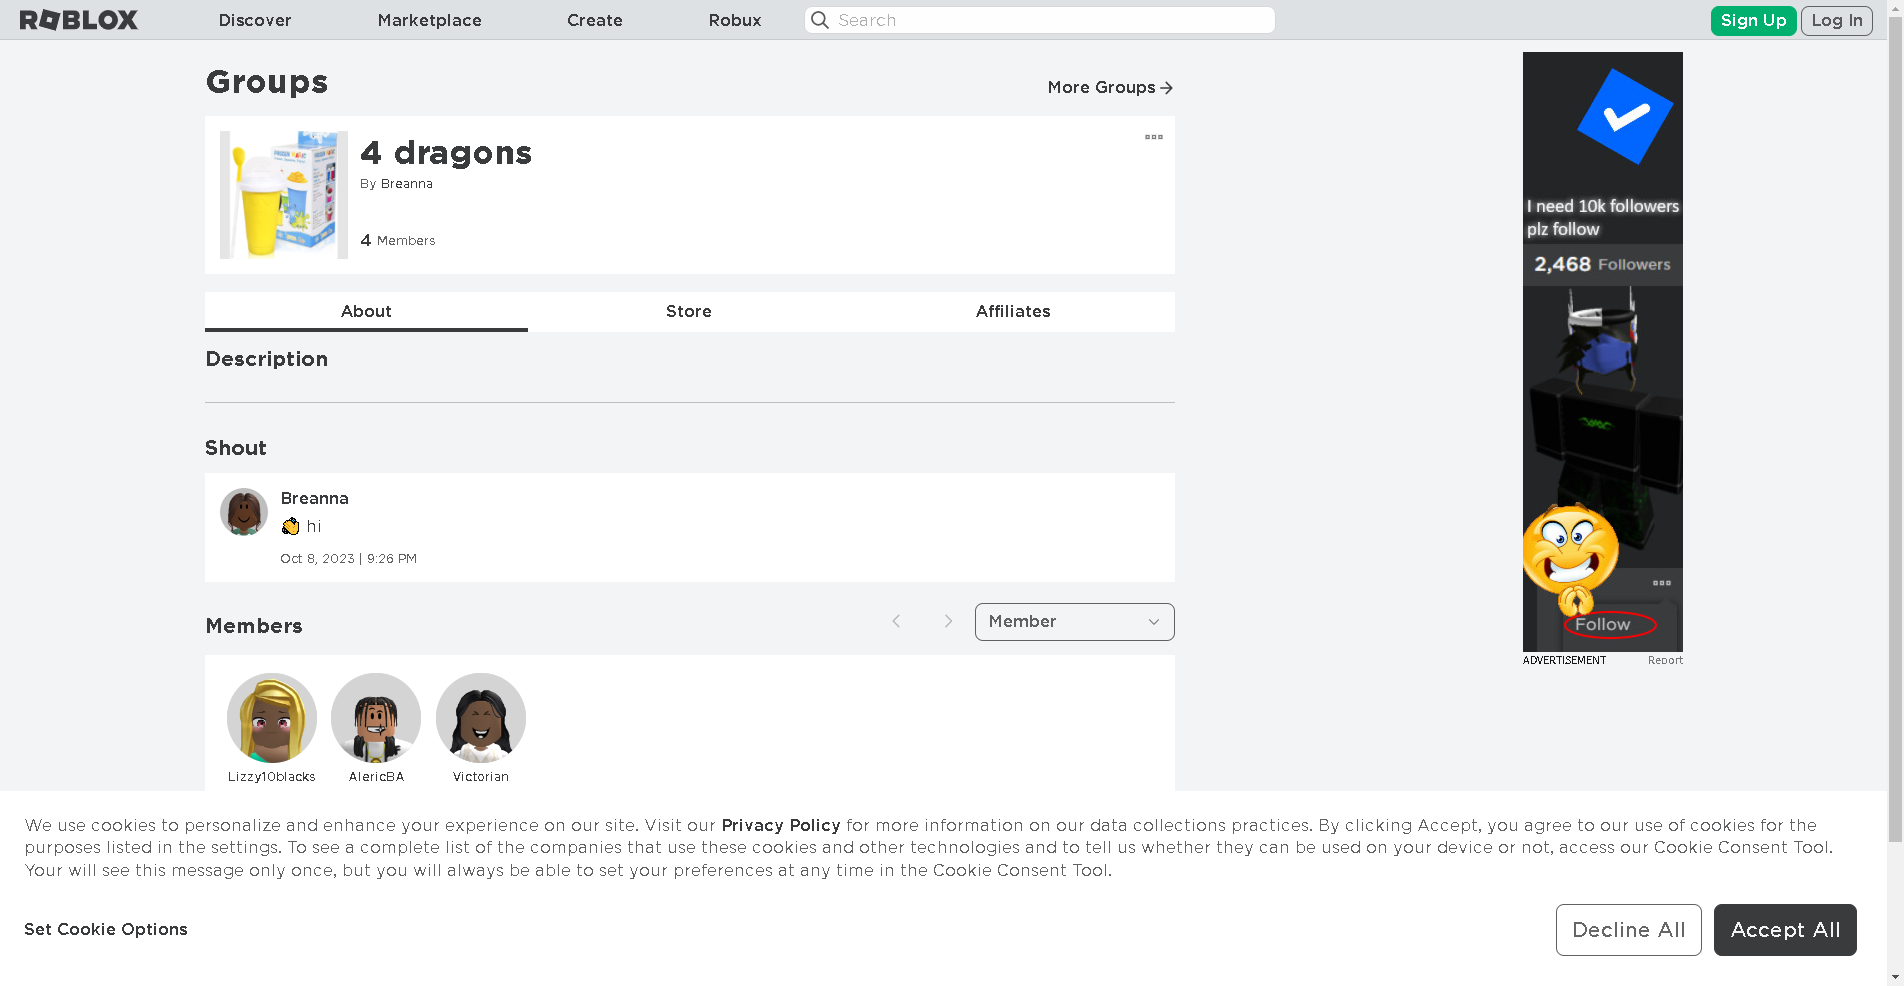 ROBLOX Discover Marketplace Create Robux Search Sign Up Log In
Groups
More Groups
4 dragons
By Breanna
4 Members
About Store Affiliates
Description
Shout
Breanna
👏 hi
Oct 8, 2023 | 9:26 PM
Members
Member
Lizzy10blacks AlericBA Victorian
I need 10k followers
plz follow
2,468 Followers
Follow
ADVERTISEMENT Report
We use cookies to personalize and enhance your experience on our site. Visit our Privacy Policy for more information on our data collections practices. By clicking Accept, you agree to our use of cookies for the
purposes listed in the settings. To see a complete list of the companies that use these cookies and other technologies and to tell us whether they can be used on your device or not, access our Cookie Consent Tool.
Your will see this message only once, but you will always be able to set your preferences at any time in the Cookie Consent Tool.
Set Cookie Options
Decline All Accept All